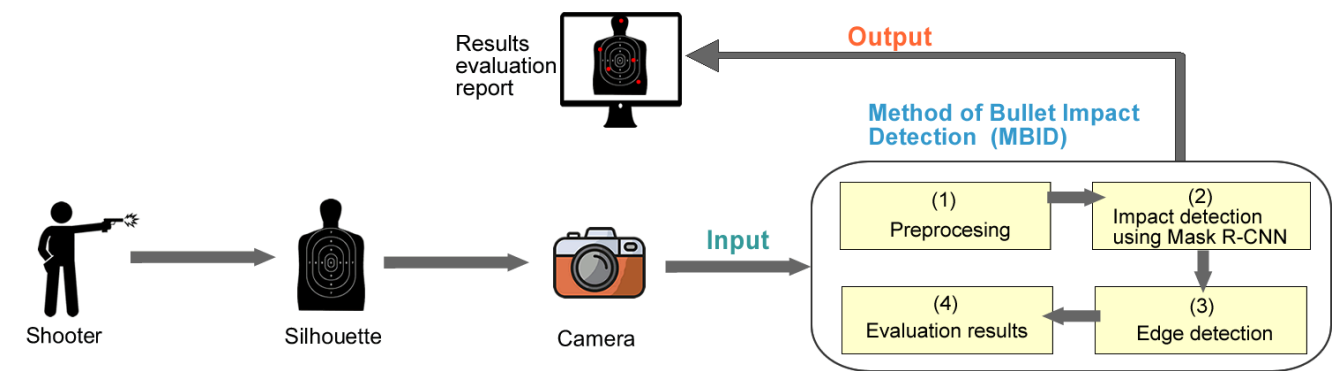 Results
evaluation
report
Output
Method of Bullet Impact
Detection (MBID)
Shooter
Silhouette
Camera
Input
(1)
Preprocesing
(2)
Impact detection
using Mask R-CNN
(3)
Edge detection
(4)
Evaluation results